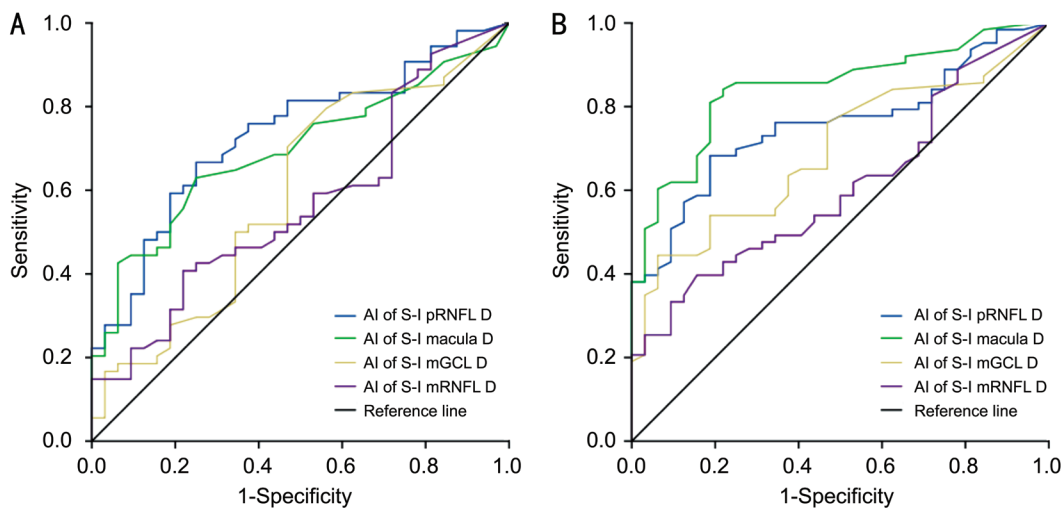 A
1.0
0.8
0.6
0.4
0.2
0.0
Sensitivity
AI of S-I pRNFL D
AI of S-I macula D
AI of S-I mGCL D
AI of S-I mRNFL D
Reference line
0.0 0.2 0.4 0.6 0.8 1.0
1-Specificity
B
1.0
0.8
0.6
0.4
0.2
0.0
Sensitivity
AI of S-I pRNFL D
AI of S-I macula D
AI of S-I mGCL D
AI of S-I mRNFL D
Reference line
0.0 0.2 0.4 0.6 0.8 1.0
1-Specificity